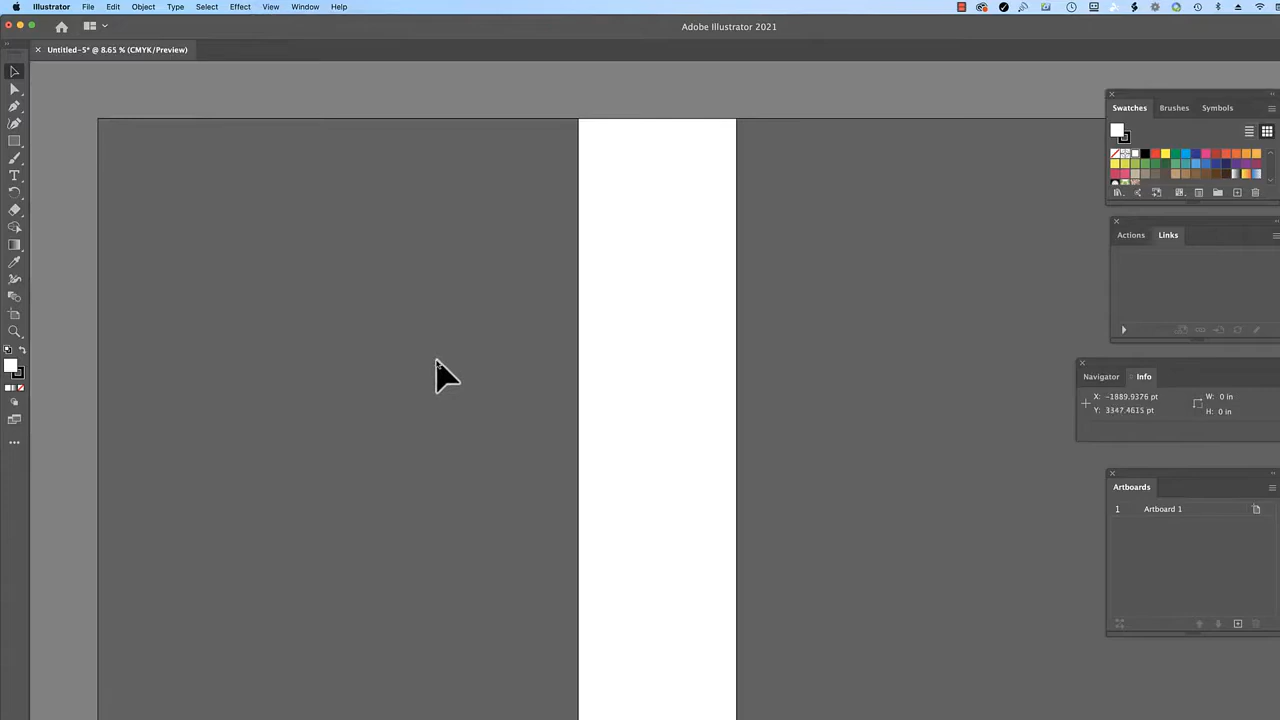 Illustrator File Edit Object Type Select Effect View Window Help
Adobe Illustrator 2021
Untitled-5* @ 8.65 % (CMYK/Preview)
Swatches Brushes Symbols
Actions Links
Navigator Info
X: -1889.9376 pt W: 0 in
Y: 3347.4615 pt H: 0 in
Artboards
1 Artboard 1